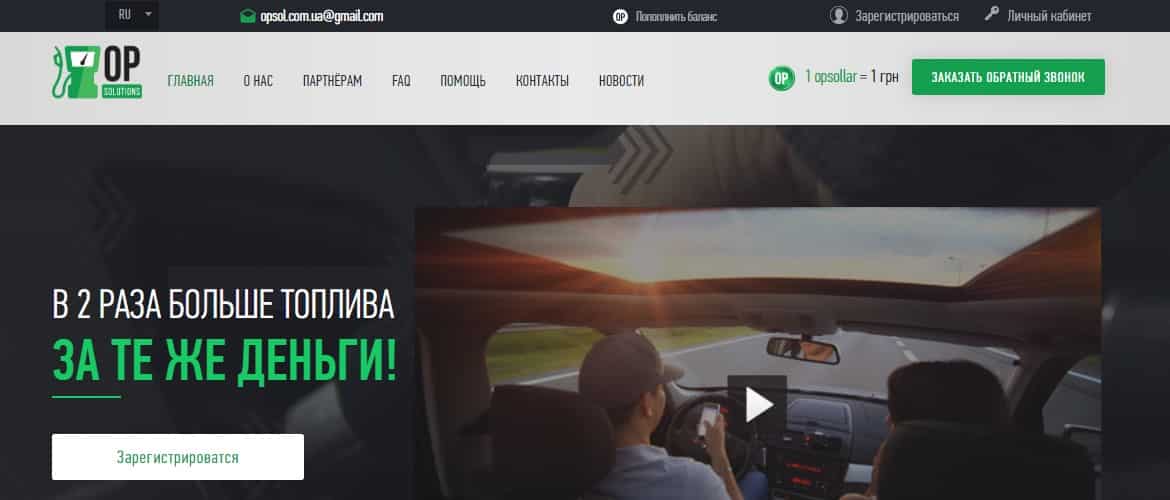 RU
opsol.com.ua@gmail.com
OP Пополлнить баланс
Зарегистрироваться
Личный кабинет
OP
SOLUTIONS
ГЛАВНАЯ
О НАС
ПАРТНЁРАМ
FAQ
ПОМОЩЬ
КОНТАКТЫ
НОВОСТИ
OP 1 opsollar = 1 грн
ЗАКАЗАТЬ ОБРАТНЫЙ ЗВОНОК
В 2 РАЗА БОЛЬШЕ ТОПЛИВА
ЗА ТЕ ЖЕ ДЕНЬГИ!
Зарегистрироватся